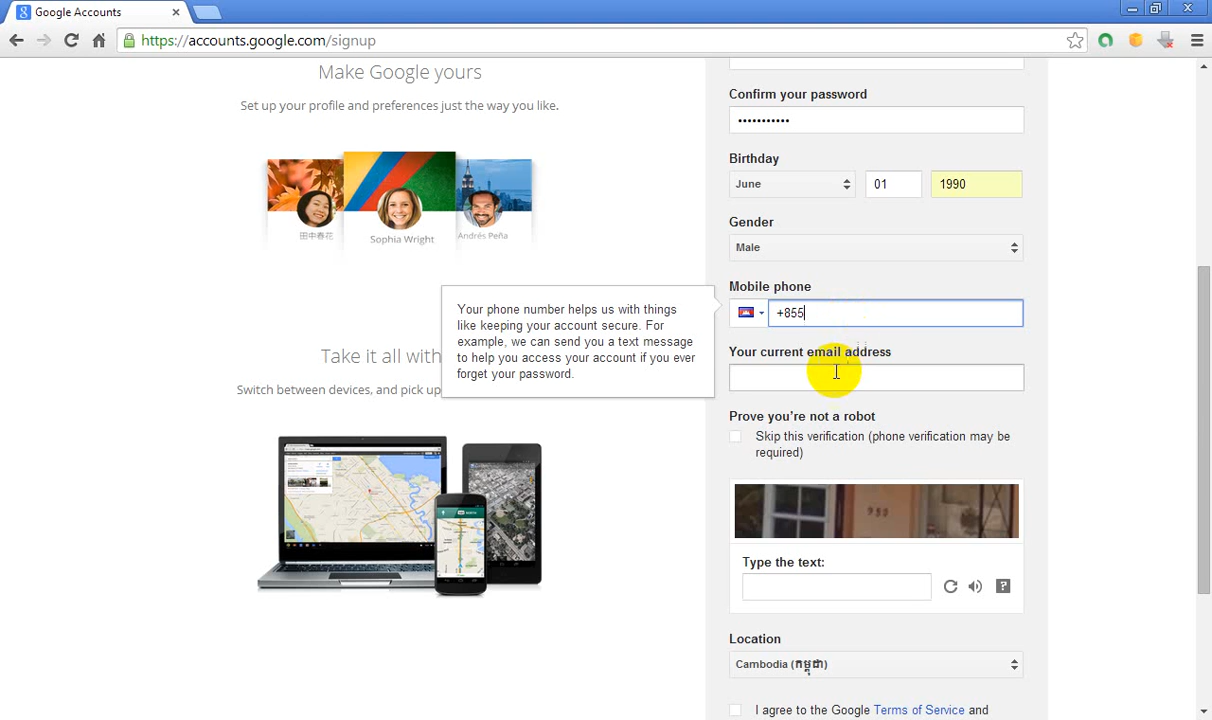 Google Accounts
https://accounts.google.com/signup
Make Google yours
Set up your profile and preferences just the way you like.
田中春花
Sophia Wright
Andrés Peña
Take it all with
Switch between devices, and pick up
Your phone number helps us with things
like keeping your account secure. For
example, we can send you a text message
to help you access your account if you ever
forget your password.
Confirm your password
•••••••••••
Birthday
June
01
1990
Gender
Male
Mobile phone
+855
Your current email address
Prove you're not a robot
Skip this verification (phone verification may be
required)
Type the text:
Location
Cambodia (កម្ពុជា)
I agree to the Google Terms of Service and